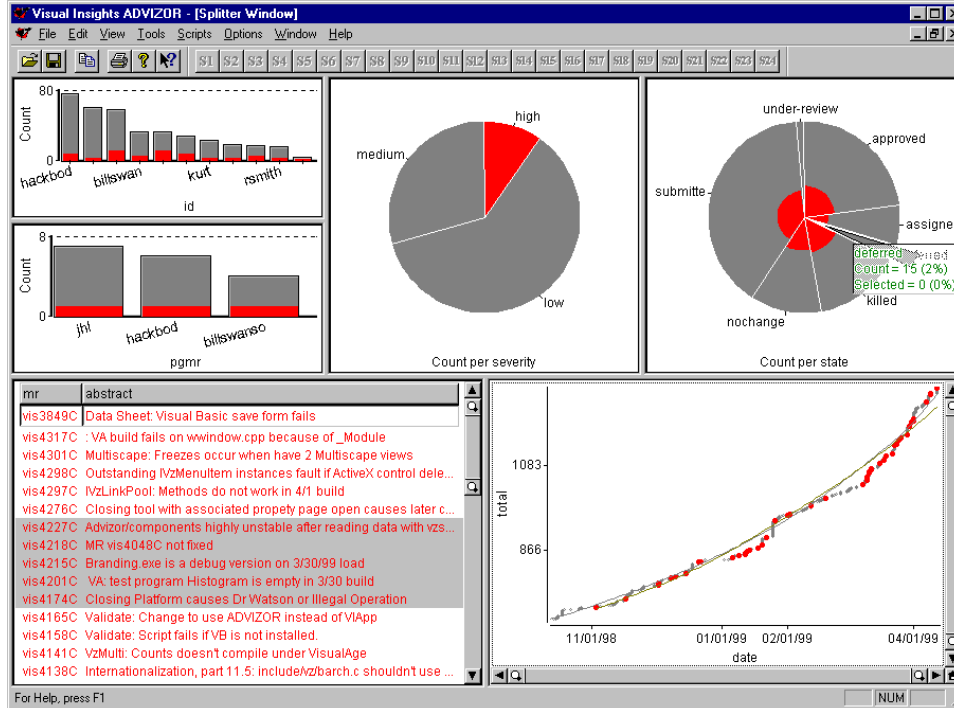 Visual Insights ADVIZOR - [Splitter Window]
File Edit View Tools Scripts Options Window Help
S1 S2 S3 S4 S5 S6 S7 S8 S9 S10 S11 S12 S13 S14 S15 S16 S17 S18 S19 S20 S21 S22 S23 S24
80
Count
0
hackbod billswan kurt rsmith
id
8
Count
0
jhl hackbod billswanso
pgmr
high
medium
low
Count per severity
under-review
approved
submitte
assigne
deferred
Count = 15 (2%)
Selected = 0 (0%)
killed
nochange
Count per state
mr abstract
vis3849C Data Sheet: Visual Basic save form fails
vis4317C : VA build fails on wwindow.cpp because of _Module
vis4301C Multiscape: Freezes occur when have 2 Multiscape views
vis4298C Outstanding IVzMenuItem instances fault if ActiveX control dele...
vis4297C IVzLinkPool: Methods do not work in 4/1 build
vis4276C Closing tool with associated propety page open causes later c...
vis4227C Advizor/components highly unstable after reading data with vzs...
vis4218C MR vis4048C not fixed
vis4215C Branding.exe is a debug version on 3/30/99 load
vis4201C VA: test program Histogram is empty in 3/30 build
vis4174C Closing Platform causes Dr Watson or Illegal Operation
vis4165C Validate: Change to use ADVIZOR instead of VIApp
vis4158C Validate: Script fails if VB is not installed.
vis4141C VzMulti: Counts doesn't compile under VisualAge
vis4138C Internationalization, part 11.5: include/vz/barch.c shouldn't use ...
1083
total
866
11/01/98 01/01/99 02/01/99 04/01/99
date
For Help, press F1
NUM